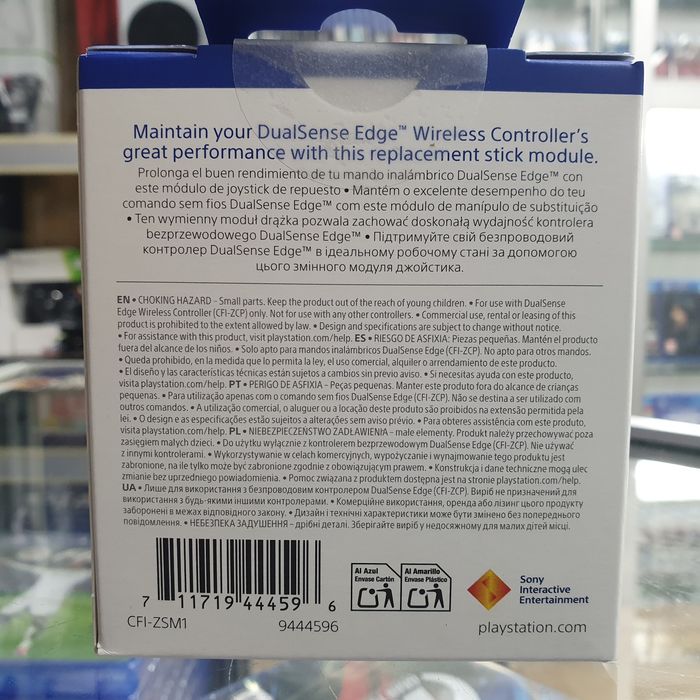 Maintain your DualSense Edge™ Wireless Controller's
great performance with this replacement stick module.
Prolonga el buen rendimiento de tu mando inalámbrico DualSense Edge™ con
este módulo de joystick de repuesto • Mantém o excelente desempenho do teu
comando sem fios DualSense Edge™ com este módulo de manípulo de substituição
• Ten wymienny moduł drążka pozwala zachować doskonałą wydajność kontrolera
bezprzewodowego DualSense Edge™ • Підтримуйте свій безпроводовий
контролер DualSense Edge™ в ідеальному робочому стані за допомогою
цього змінного модуля джойстика.
EN • CHOKING HAZARD – Small parts. Keep the product out of the reach of young children. • For use with DualSense
Edge Wireless Controller (CFI-ZCP) only. Not for use with any other controllers. • Commercial use, rental or leasing of this
product is prohibited to the extent allowed by law. • Design and specifications are subject to change without notice.
• For assistance with this product, visit playstation.com/help. ES • RIESGO DE ASFIXIA: Piezas pequeñas. Mantén el producto
fuera del alcance de los niños. • Solo apto para mandos inalámbricos DualSense Edge (CFI-ZCP). No apto para otros mandos.
• Queda prohibido, en la medida que lo permita la ley, el uso comercial, alquiler o arrendamiento de este producto.
• El diseño y las características técnicas están sujetos a cambios sin previo aviso. • Si necesitas ayuda con este producto,
visita playstation.com/help. PT • PERIGO DE ASFIXIA – Peças pequenas. Manter este produto fora do alcance de crianças
pequenas. • Para utilização apenas com o comando sem fios DualSense Edge (CFI-ZCP). Não se destina a ser utilizado com
outros comandos. • A utilização comercial, o aluguer ou a locação deste produto são proibidos na extensão permitida pela
lei. • O design e as especificações estão sujeitos a alterações sem aviso prévio. • Para obteres assistência com este produto,
visita playstation.com/help. PL • NIEBEZPIECZEŃSTWO ZADŁAWIENIA – małe elementy. Produkt należy przechowywać poza
zasięgiem małych dzieci. • Do użytku wyłącznie z kontrolerem bezprzewodowym DualSense Edge (CFI-ZCP). Nie używać
z innymi kontrolerami. • Wykorzystywanie w celach komercyjnych, wypożyczanie i wynajmowanie tego produktu jest
zabronione, na ile tylko może być zabronione zgodnie z obowiązującym prawem. • Konstrukcja i dane techniczne mogą ulec
zmianie bez uprzedniego powiadomienia. • Pomoc związana z produktem dostępna jest na stronie playstation.com/help.
UA • Лише для використання з безпроводовим контролером DualSense Edge (CFI-ZCP). Виріб не призначений для
використання з будь-якими іншими контролерами. • Комерційне використання, оренда або лізинг цього продукту
заборонені в межах відповідного закону. • Дизайн і технічні характеристики може бути змінено без попереднього
повідомлення. • НЕБЕЗПЕКА ЗАДУШЕННЯ – дрібні деталі. Зберігайте виріб у недосяжному для малих дітей місці.
7 11719 44459 6
CFI-ZSM1 9444596
Al Azul
Envase Cartón
Al Amarillo
Envase Plástico
Sony
Interactive
Entertainment
playstation.com